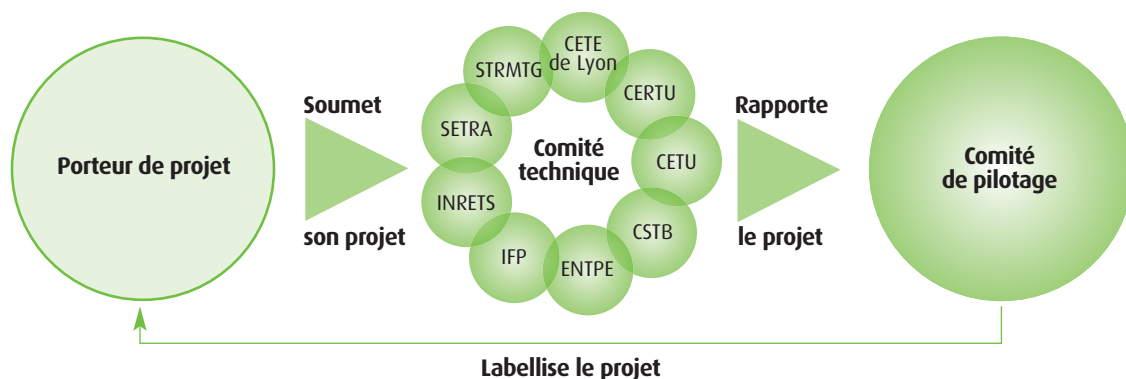 Porteur de projet
Soumet
son projet
CETE
de Lyon
CERTU
CETU
CSTB
ENTPE
IFP
INRETS
SETRA
STRMTG
Comité
technique
Rapporte
le projet
Comité
de pilotage
Labellise le projet